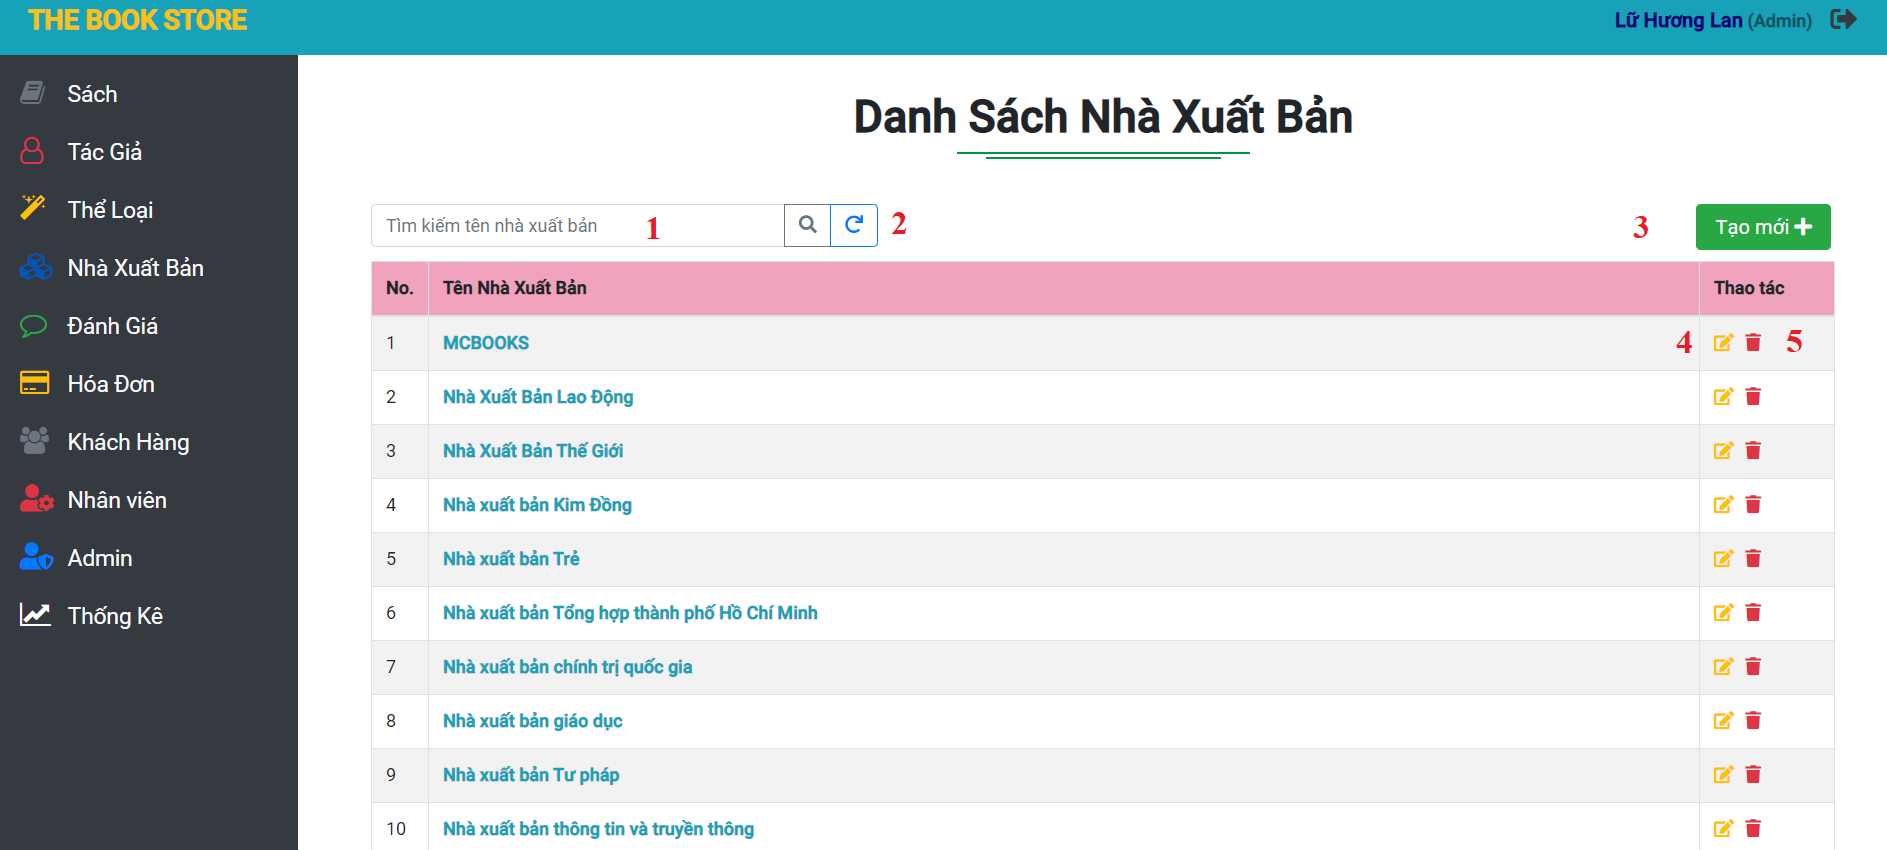 THE BOOK STORE
Lữ Hương Lan (Admin)
Sách
Tác Giả
Thể Loại
Nhà Xuất Bản
Đánh Giá
Hóa Đơn
Khách Hàng
Nhân viên
Admin
Thống Kê
Danh Sách Nhà Xuất Bản
Tìm kiếm tên nhà xuất bản 1 2 3 Tạo mới
No. Tên Nhà Xuất Bản Thao tác
1 MCBOOKS 4 5
2 Nhà Xuất Bản Lao Động
3 Nhà Xuất Bản Thế Giới
4 Nhà xuất bản Kim Đồng
5 Nhà xuất bản Trẻ
6 Nhà xuất bản Tổng hợp thành phố Hồ Chí Minh
7 Nhà xuất bản chính trị quốc gia
8 Nhà xuất bản giáo dục
9 Nhà xuất bản Tư pháp
10 Nhà xuất bản thông tin và truyền thông